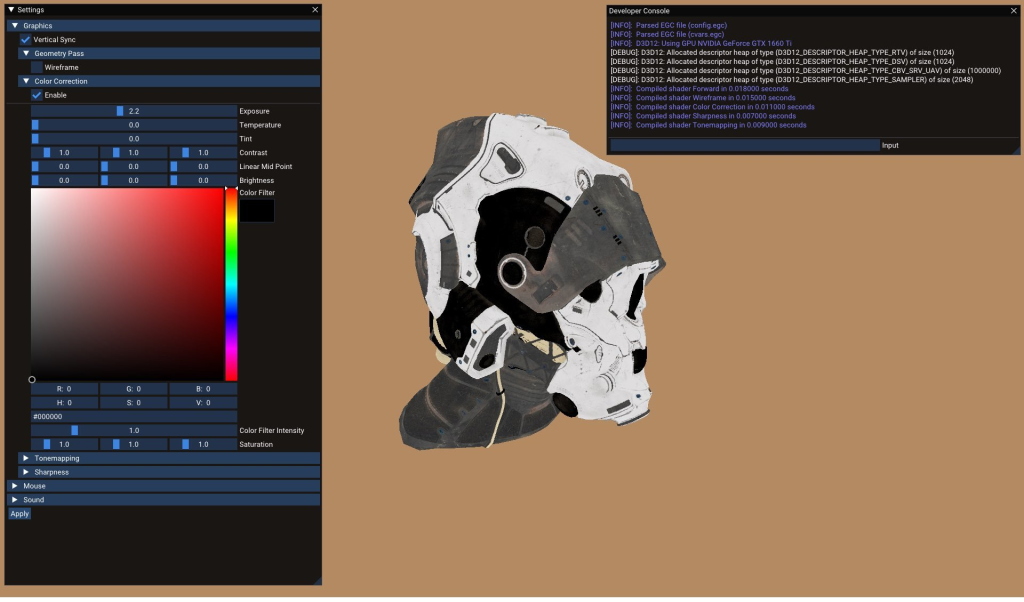 Settings
Graphics
Vertical Sync
Geometry Pass
Wireframe
Color Correction
Enable
2.2 Exposure
0.0 Temperature
0.0 Tint
1.0 1.0 1.0 Contrast
0.0 0.0 0.0 Linear Mid Point
0.0 0.0 0.0 Brightness
Color Filter
R: 0 G: 0 B: 0
H: 0 S: 0 V: 0
#000000
1.0 Color Filter Intensity
1.0 1.0 1.0 Saturation
Tonemapping
Sharpness
Mouse
Sound
Apply
Developer Console
[INFO]: Parsed EGC file (config.egc)
[INFO]: Parsed EGC file (cvars.egc)
[INFO]: D3D12: Using GPU NVIDIA GeForce GTX 1660 Ti
[DEBUG]: D3D12: Allocated descriptor heap of type (D3D12_DESCRIPTOR_HEAP_TYPE_RTV) of size (1024)
[DEBUG]: D3D12: Allocated descriptor heap of type (D3D12_DESCRIPTOR_HEAP_TYPE_DSV) of size (1024)
[DEBUG]: D3D12: Allocated descriptor heap of type (D3D12_DESCRIPTOR_HEAP_TYPE_CBV_SRV_UAV) of size (1000000)
[DEBUG]: D3D12: Allocated descriptor heap of type (D3D12_DESCRIPTOR_HEAP_TYPE_SAMPLER) of size (2048)
[INFO]: Compiled shader Forward in 0.018000 seconds
[INFO]: Compiled shader Wireframe in 0.015000 seconds
[INFO]: Compiled shader Color Correction in 0.011000 seconds
[INFO]: Compiled shader Sharpness in 0.007000 seconds
[INFO]: Compiled shader Tonemapping in 0.009000 seconds
Input